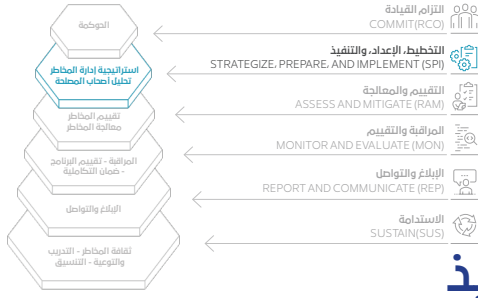 التزام القيادة
COMMIT(RCO)
الحوكمة
التخطيط، الإعداد، والتنفيذ
STRATEGIZE, PREPARE, AND IMPLEMENT (SPI)
استراتيجية إدارة المخاطر
تحليل أصحاب المصلحة
التقييم والمعالجة
ASSESS AND MITIGATE (RAM)
تقييم المخاطر
معالجة المخاطر
المراقبة والتقييم
MONITOR AND EVALUATE (MON)
المراقبة - تقييم البرنامج
- ضمان التكاملية
الإبلاغ والتواصل
REPORT AND COMMUNICATE (REP)
الإبلاغ والتواصل
الاستدامة
SUSTAIN(SUS)
ثقافة المخاطر - التدريب
والتوعية - التنسيق